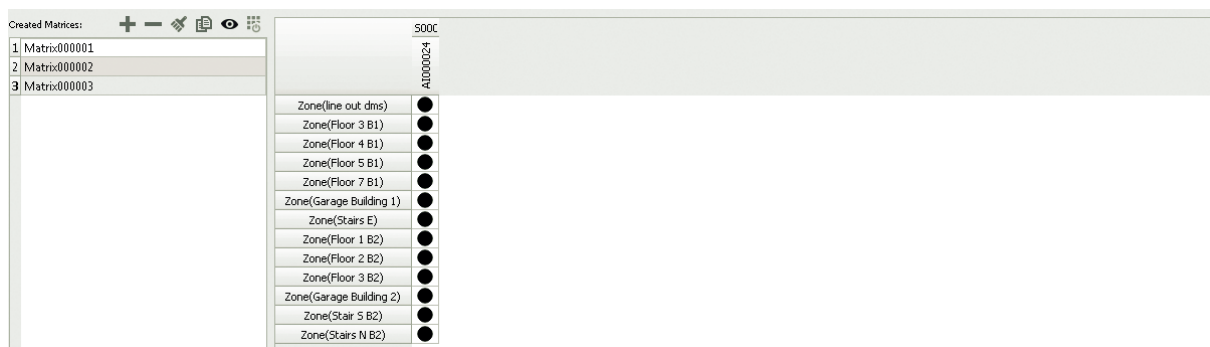 Created Matrices:
1 Matrix000001
2 Matrix000002
3 Matrix000003
S00C
AI000024
Zone(line out dms)
Zone(Floor 3 B1)
Zone(Floor 4 B1)
Zone(Floor 5 B1)
Zone(Floor 7 B1)
Zone(Garage Building 1)
Zone(Stairs E)
Zone(Floor 1 B2)
Zone(Floor 2 B2)
Zone(Floor 3 B2)
Zone(Garage Building 2)
Zone(Stair S B2)
Zone(Stairs N B2)